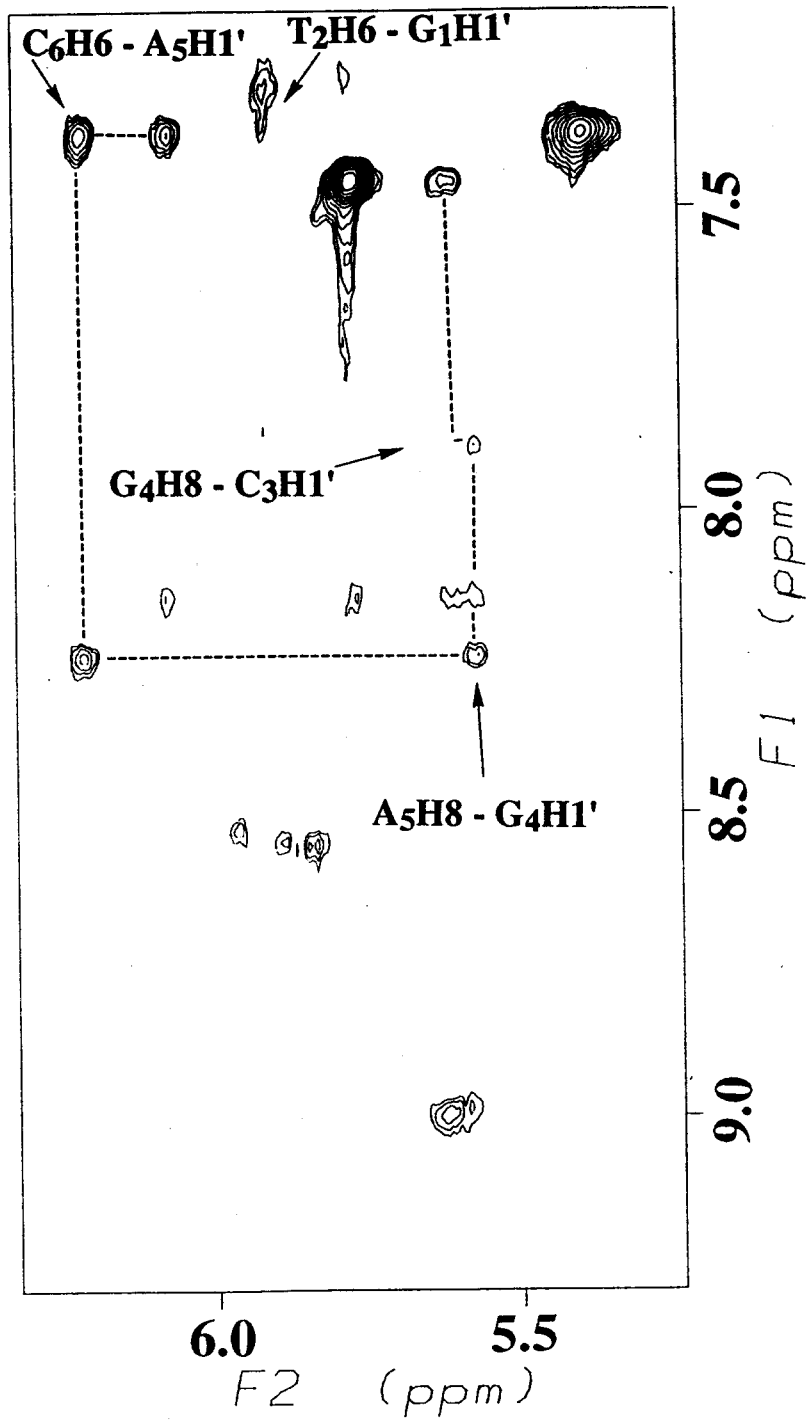 C6H6 - A5H1'
T2H6 - G1H1'
7.5
G4H8 - C3H1'
8.0
A5H8 - G4H1'
8.5
9.0
F1 (ppm)
6.0 5.5
F2 (ppm)